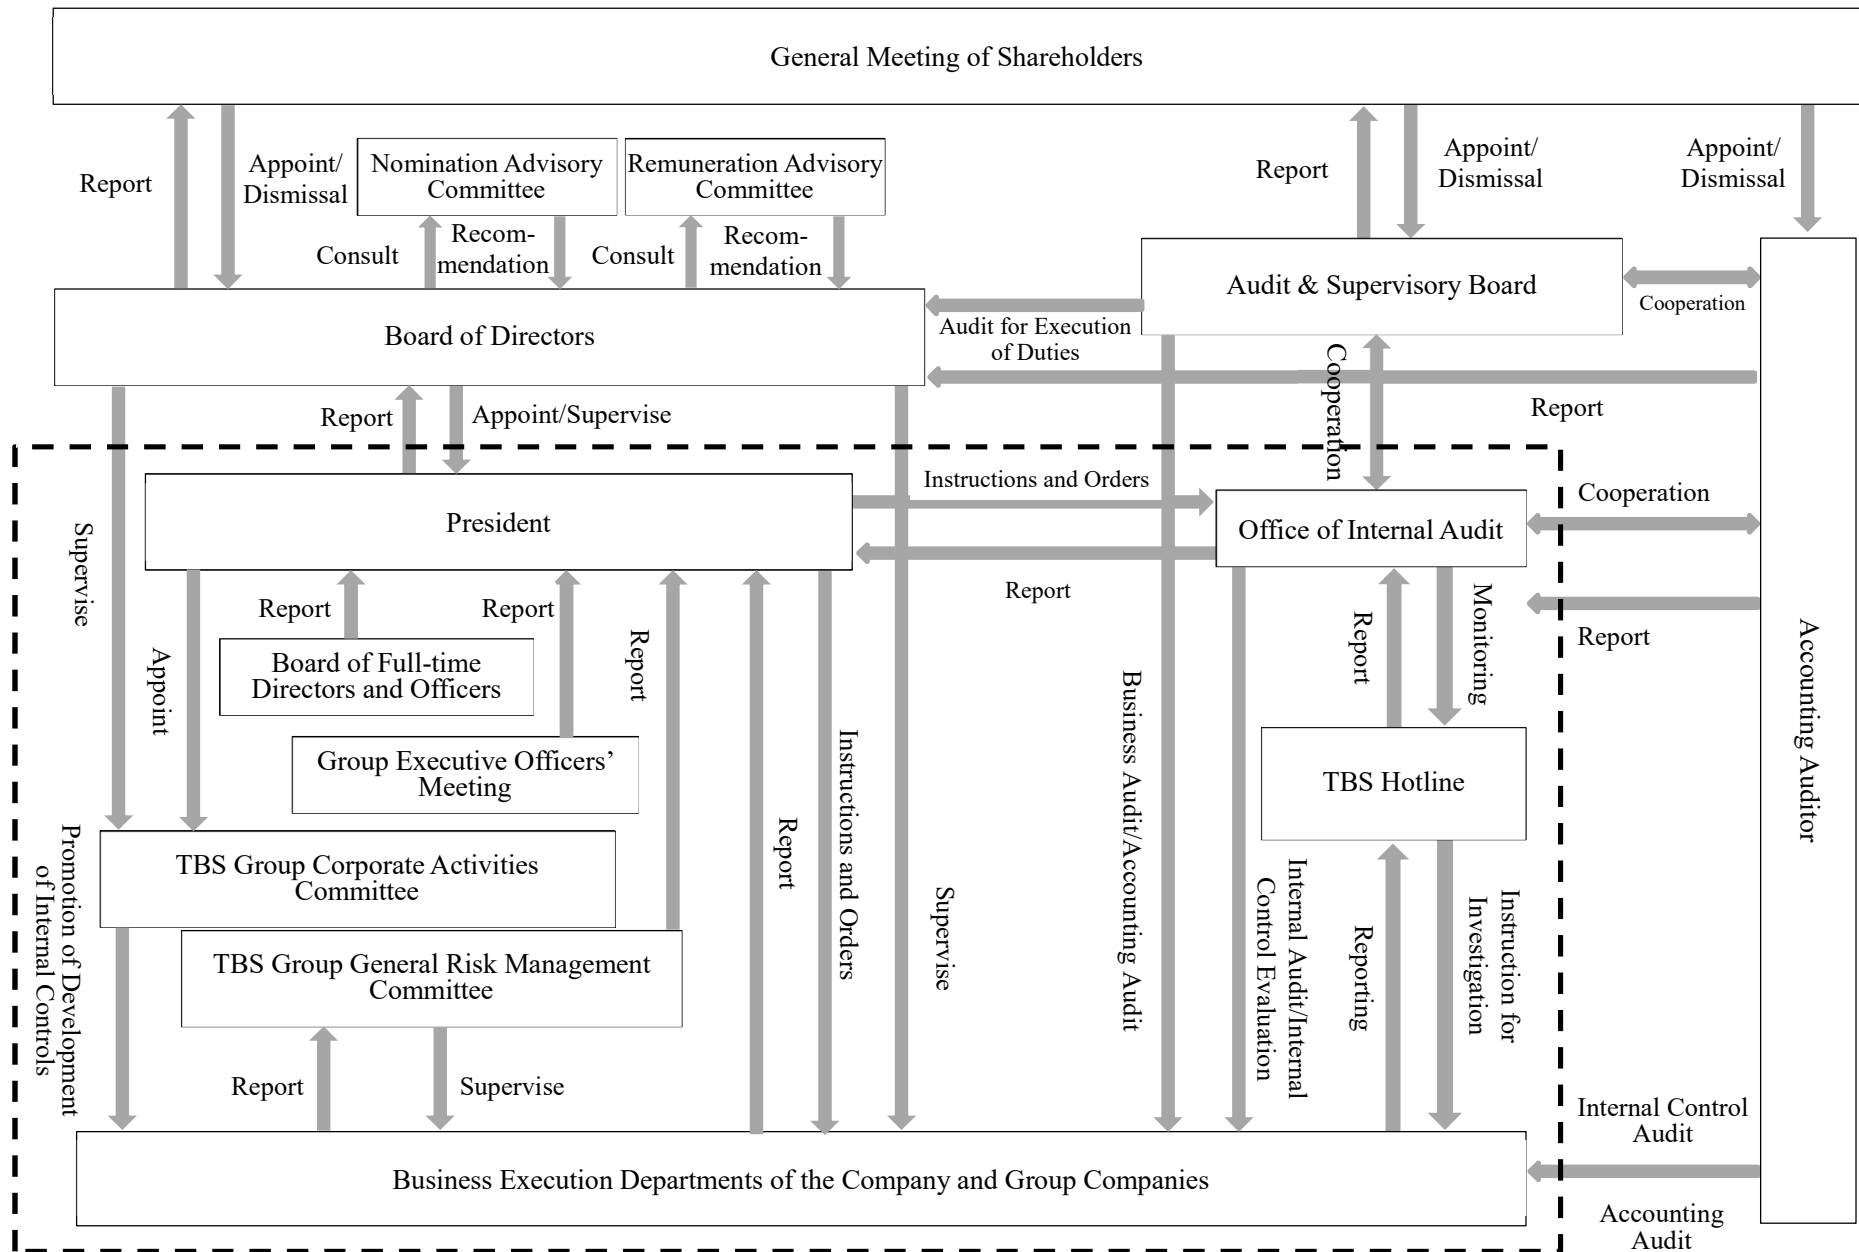 General Meeting of Shareholders
Report
Appoint/
Dismissal
Nomination Advisory
Committee
Remuneration Advisory
Committee
Report
Appoint/
Dismissal
Appoint/
Dismissal
Consult
Recom-
mendation
Consult
Recom-
mendation
Board of Directors
Audit & Supervisory Board
Cooperation
Audit for Execution
of Duties
Cooperation
Report
Report
Appoint/Supervise
President
Instructions and Orders
Office of Internal Audit
Cooperation
Report
Report
Supervise
Appoint
Report
Report
Report
Board of Full-time
Directors and Officers
Group Executive Officers’
Meeting
Report
Monitoring
TBS Hotline
Accounting Auditor
Business Audit/Accounting Audit
Instructions and Orders
Report
Supervise
TBS Group Corporate Activities
Committee
TBS Group General Risk Management
Committee
Promotion of Development
of Internal Controls
Internal Audit/Internal
Control Evaluation
Reporting
Instruction for
Investigation
Report
Supervise
Business Execution Departments of the Company and Group Companies
Internal Control
Audit
Accounting
Audit